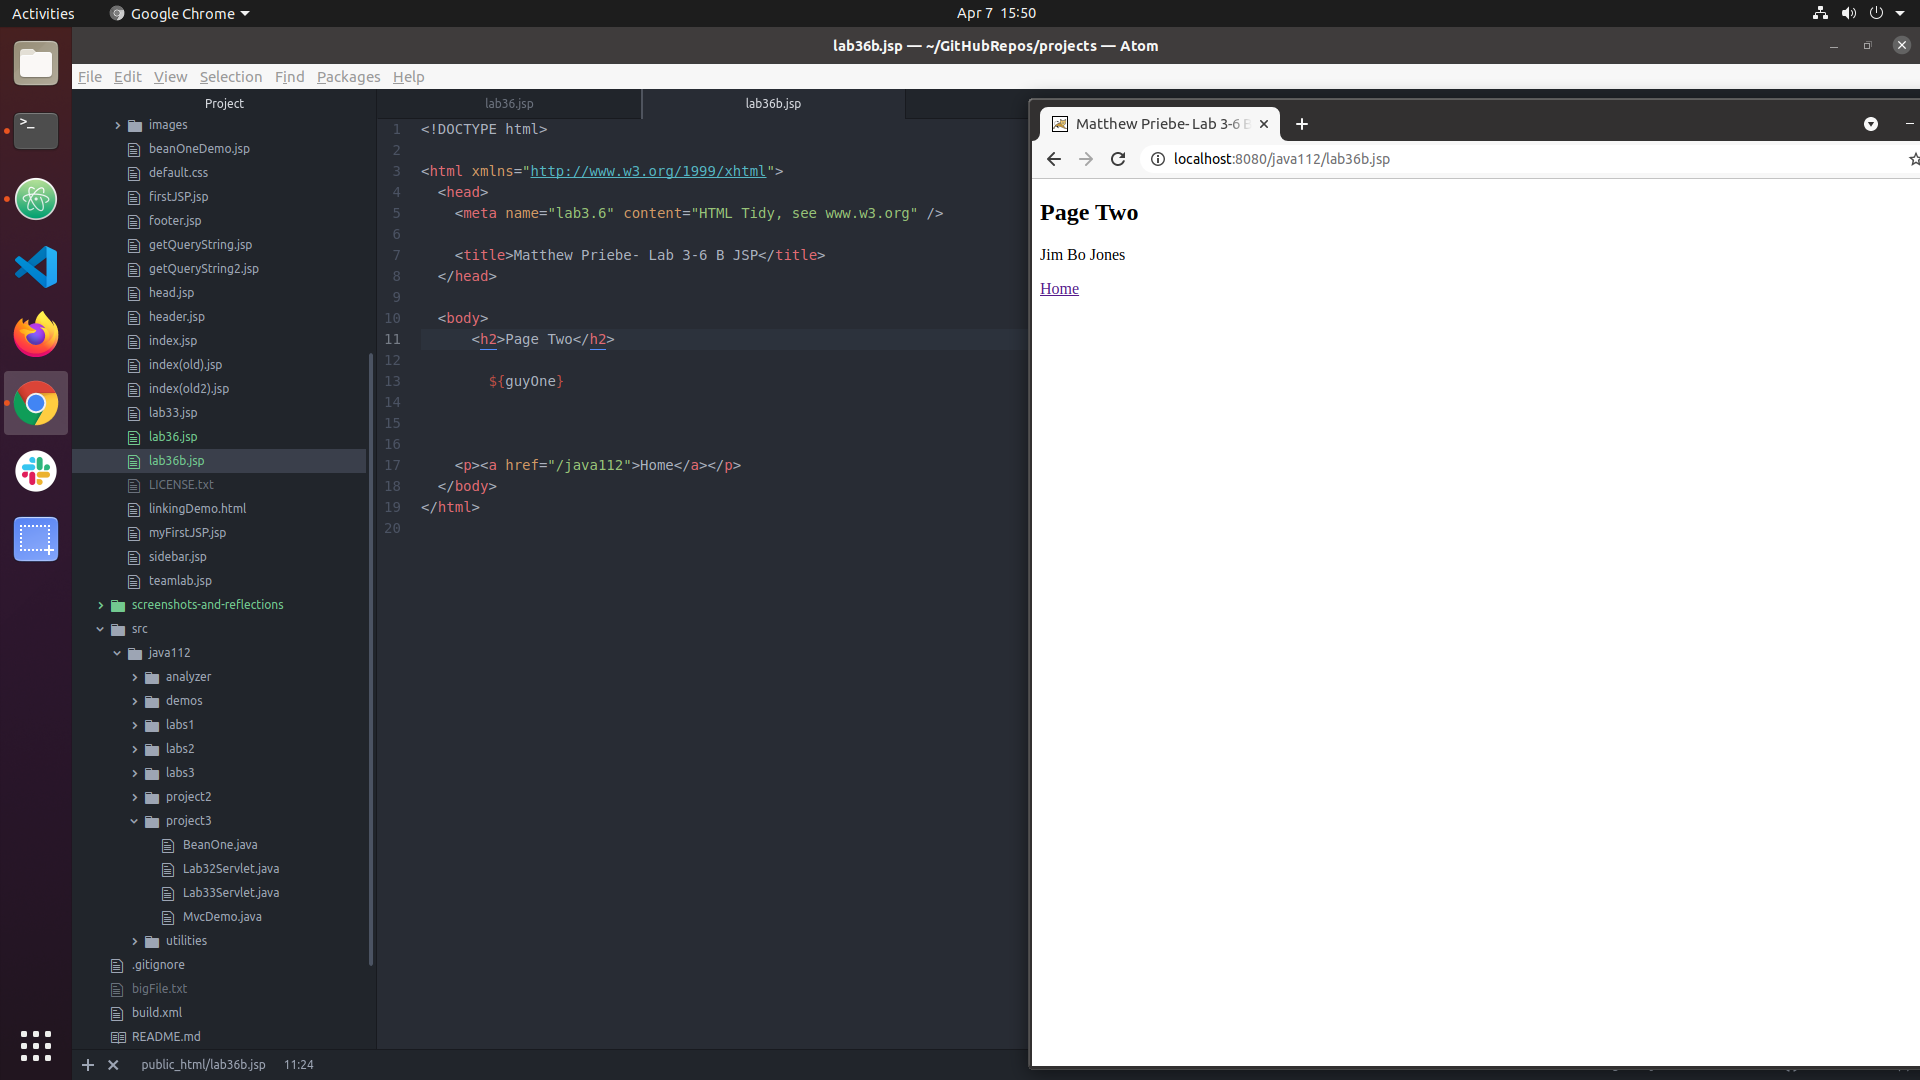 Activities
Google Chrome
Apr 7 15:50
lab36b.jsp — ~/GitHubRepos/projects — Atom
File Edit View Selection Find Packages Help
Project
images
beanOneDemo.jsp
default.css
firstJSP.jsp
footer.jsp
getQueryString.jsp
getQueryString2.jsp
head.jsp
header.jsp
index.jsp
index(old).jsp
index(old2).jsp
lab33.jsp
lab36.jsp
lab36b.jsp
LICENSE.txt
linkingDemo.html
myFirstJSP.jsp
sidebar.jsp
teamlab.jsp
screenshots-and-reflections
src
java112
analyzer
demos
labs1
labs2
labs3
project2
project3
BeanOne.java
Lab32Servlet.java
Lab33Servlet.java
MvcDemo.java
utilities
.gitignore
bigFile.txt
build.xml
README.md
lab36.jsp
lab36b.jsp
1 <!DOCTYPE html>
2
3 <html xmlns="http://www.w3.org/1999/xhtml">
4 <head>
5 <meta name="lab3.6" content="HTML Tidy, see www.w3.org" />
6
7 <title>Matthew Priebe- Lab 3-6 B JSP</title>
8 </head>
9
10 <body>
11 <h2>Page Two</h2>
12
13 ${guyOne}
14
15
16
17 <p><a href="/java112">Home</a></p>
18 </body>
19 </html>
20
public_html/lab36b.jsp 11:24
Matthew Priebe- Lab 3-6 B
localhost:8080/java112/lab36b.jsp
Page Two
Jim Bo Jones
Home